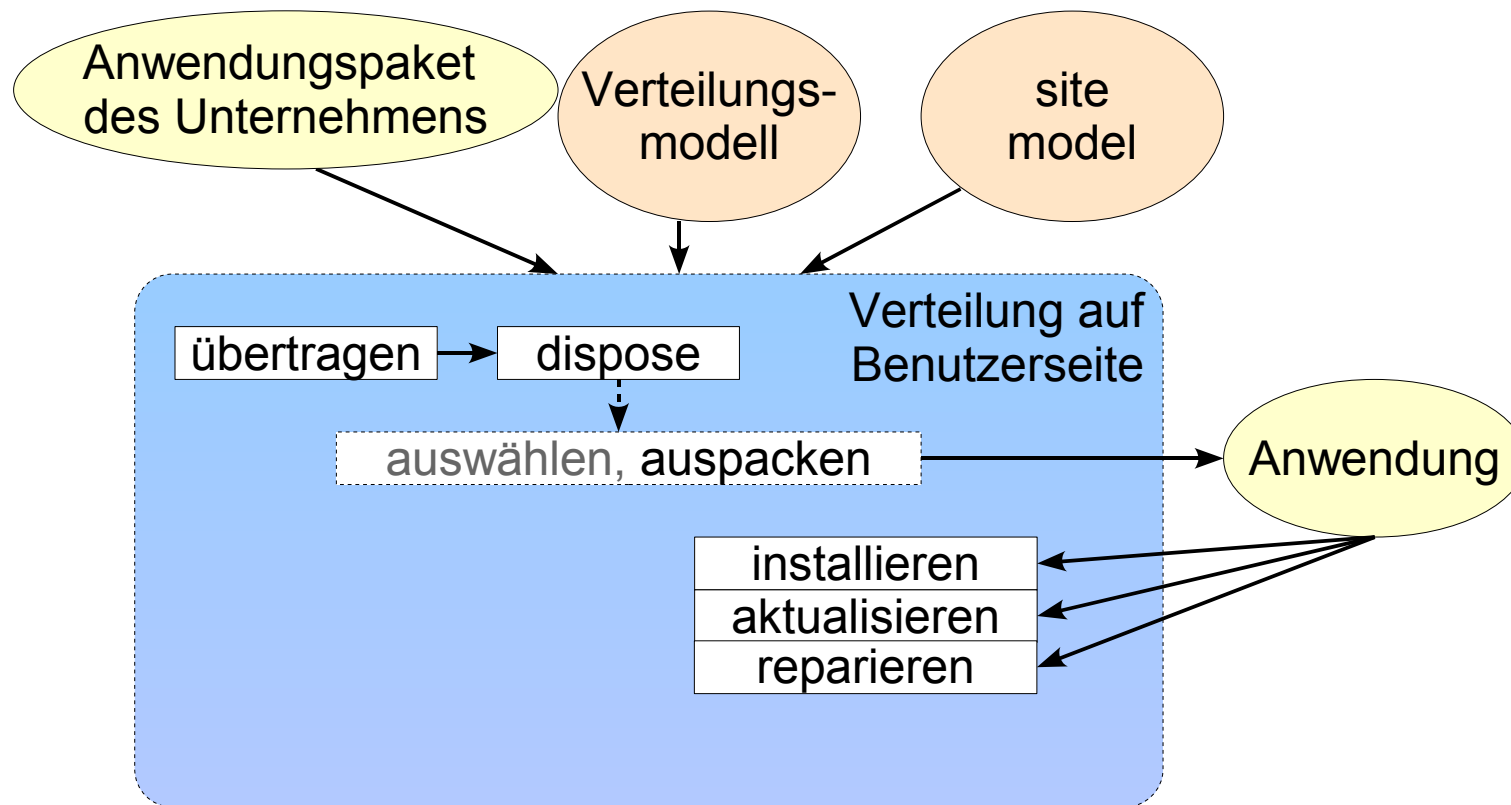 Anwendungspaket
des Unternehmens
Verteilungs-
modell
site
model
Verteilung auf
Benutzerseite
übertragen
dispose
auswählen, auspacken
Anwendung
installieren
aktualisieren
reparieren